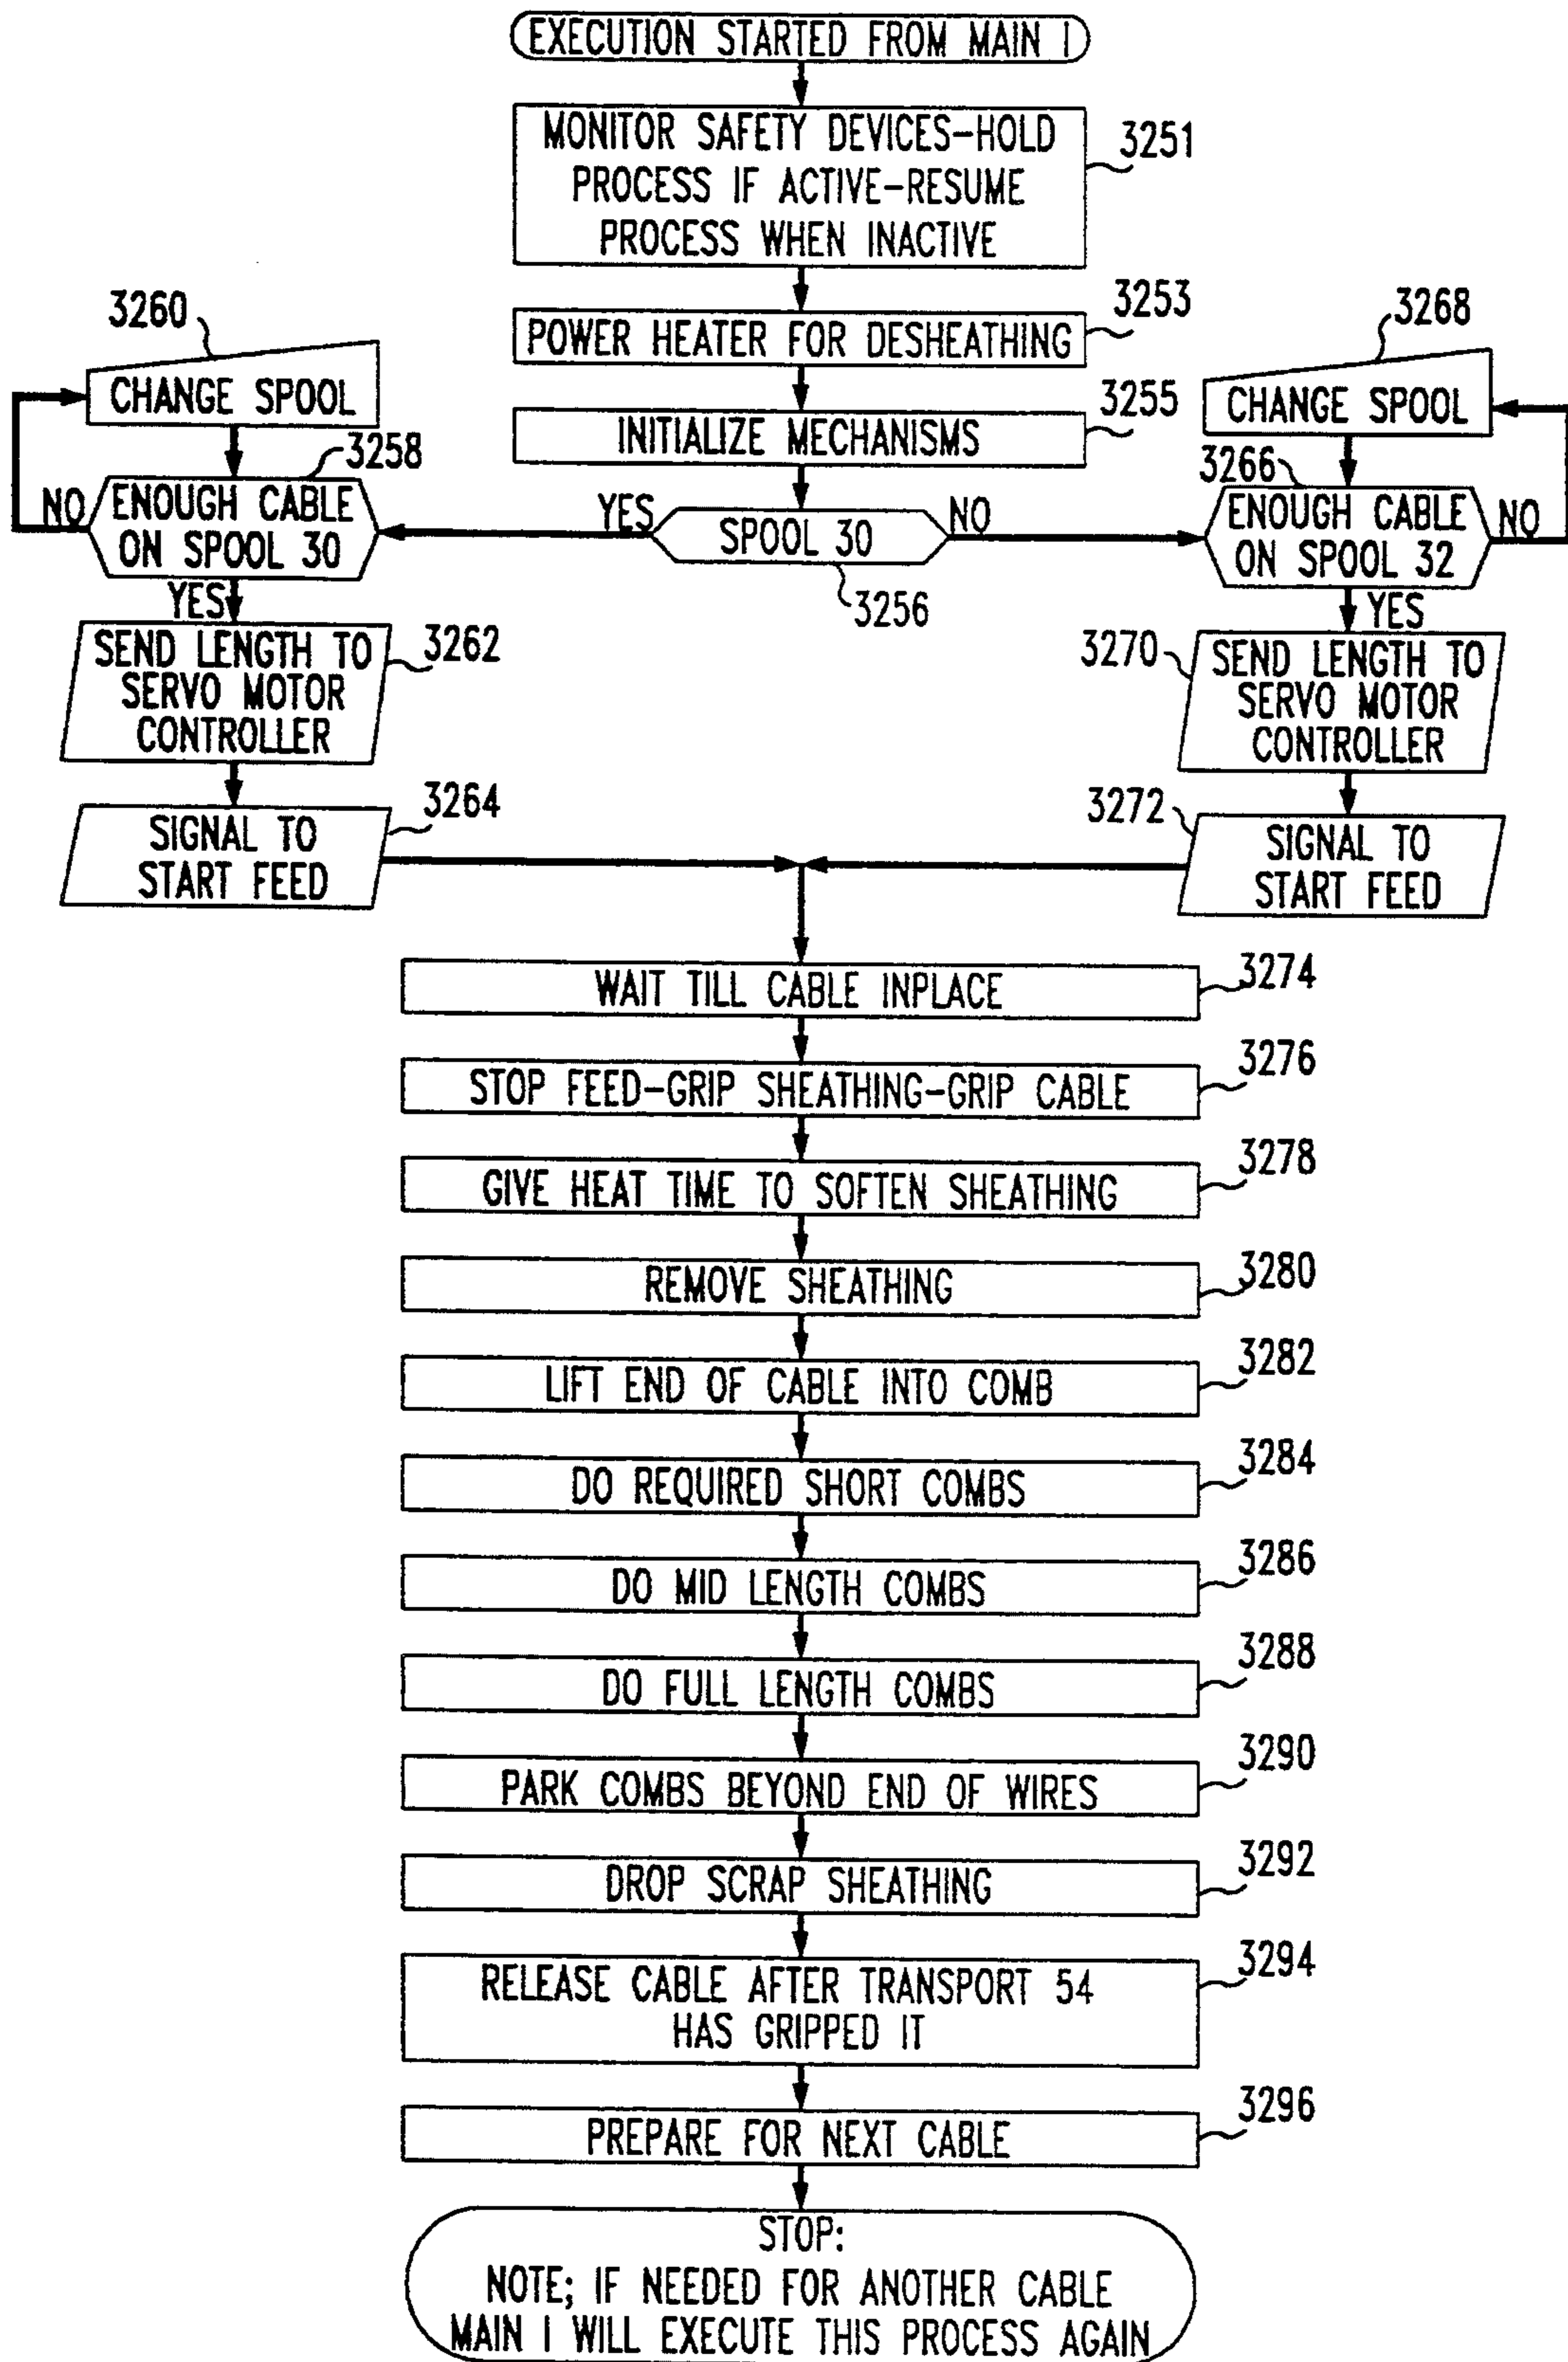 EXECUTION STARTED FROM MAIN 1
MONITOR SAFETY DEVICES-HOLD
PROCESS IF ACTIVE-RESUME
PROCESS WHEN INACTIVE
3251
POWER HEATER FOR DESHEATHING
3253
INITIALIZE MECHANISMS
3255
SPOOL 30
3256
YES
NO
3260
CHANGE SPOOL
3258
ENOUGH CABLE
ON SPOOL 30
NO
YES
SEND LENGTH TO
SERVO MOTOR
CONTROLLER
3262
SIGNAL TO
START FEED
3264
3268
CHANGE SPOOL
3266
ENOUGH CABLE
ON SPOOL 32
NO
YES
3270
SEND LENGTH TO
SERVO MOTOR
CONTROLLER
3272
SIGNAL TO
START FEED
WAIT TILL CABLE INPLACE
3274
STOP FEED-GRIP SHEATHING-GRIP CABLE
3276
GIVE HEAT TIME TO SOFTEN SHEATHING
3278
REMOVE SHEATHING
3280
LIFT END OF CABLE INTO COMB
3282
DO REQUIRED SHORT COMBS
3284
DO MID LENGTH COMBS
3286
DO FULL LENGTH COMBS
3288
PARK COMBS BEYOND END OF WIRES
3290
DROP SCRAP SHEATHING
3292
RELEASE CABLE AFTER TRANSPORT 54
HAS GRIPPED IT
3294
PREPARE FOR NEXT CABLE
3296
STOP:
NOTE; IF NEEDED FOR ANOTHER CABLE
MAIN 1 WILL EXECUTE THIS PROCESS AGAIN